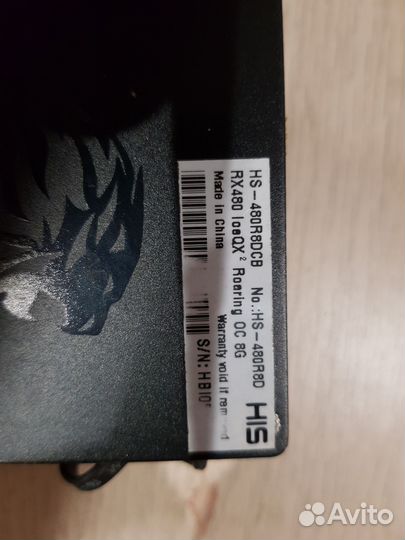 HS-480R8DCB No.:HS-480R8D
RX480 IceQX² Roaring OC 8G
Made in China
Warranty void if removed
S/N: HBI0
HIS
Avito